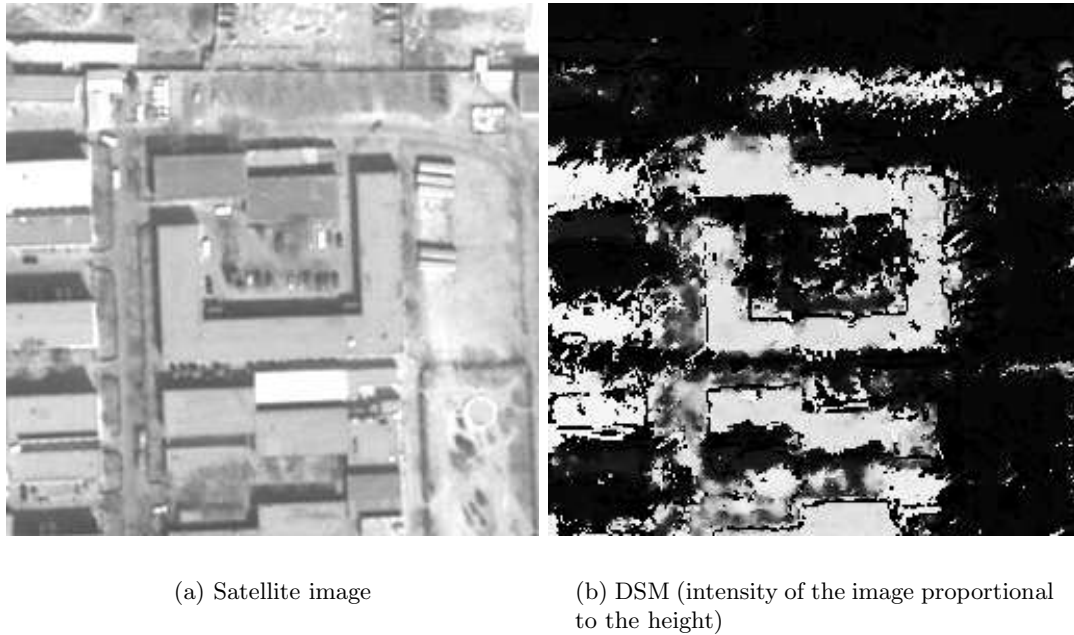 (a) Satellite image
(b) DSM (intensity of the image proportional
to the height)